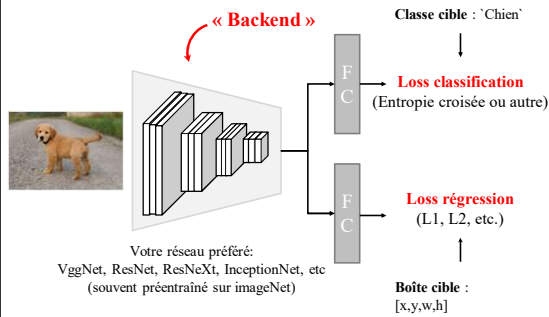 « Backend »
Votre réseau préféré:
VggNet, ResNet, ResNeXt, InceptionNet, etc
(souvent préentraîné sur imageNet)
F
C
Classe cible : `Chien`
Loss classification
(Entropie croisée ou autre)
F
C
Loss régression
(L1, L2, etc.)
Boîte cible :
[x,y,w,h]